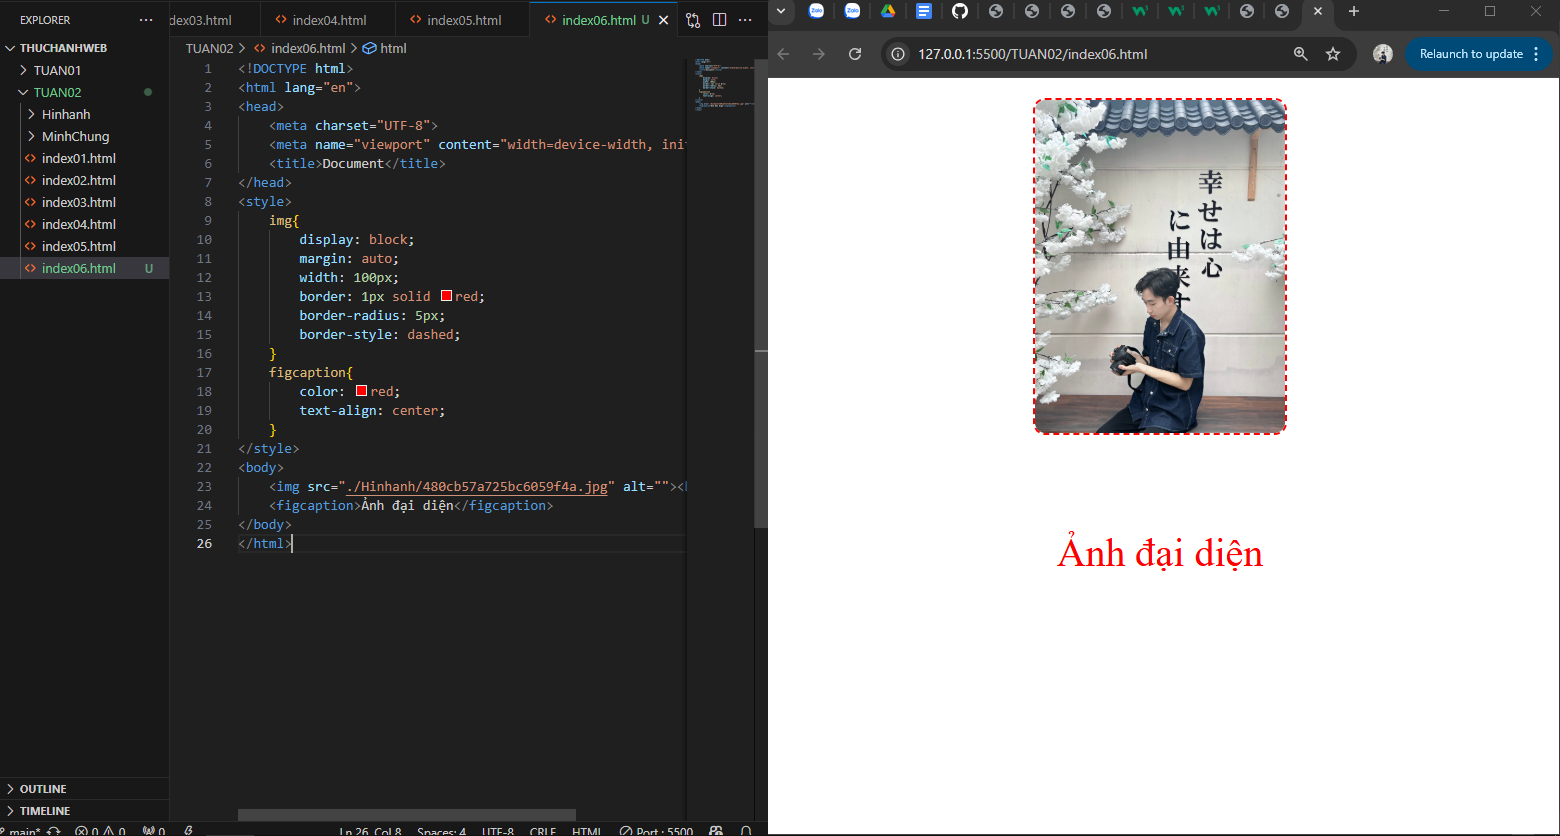 EXPLORER
THUCHANHWEB
TUAN01
TUAN02
Hinhanh
MinhChung
index01.html
index02.html
index03.html
index04.html
index05.html
index06.html U
OUTLINE
TIMELINE
dex03.html
index04.html
index05.html
index06.html U
TUAN02 > index06.html > html
1 <!DOCTYPE html>
2 <html lang="en">
3 <head>
4 <meta charset="UTF-8">
5 <meta name="viewport" content="width=device-width, init
6 <title>Document</title>
7 </head>
8 <style>
9 img{
10 display: block;
11 margin: auto;
12 width: 100px;
13 border: 1px solid red;
14 border-radius: 5px;
15 border-style: dashed;
16 }
17 figcaption{
18 color: red;
19 text-align: center;
20 }
21 </style>
22 <body>
23 <img src="./Hinhanh/480cb57a725bc6059f4a.jpg" alt=""><
24 <figcaption>Ảnh đại diện</figcaption>
25 </body>
26 </html>
main* 0 0 0 Ln 26, Col 8 Spaces: 4 UTF-8 CRLF HTML Port : 5500
Zalo Zalo
127.0.0.1:5500/TUAN02/index06.html
Relaunch to update
幸せは心
に由来す
Ảnh đại diện